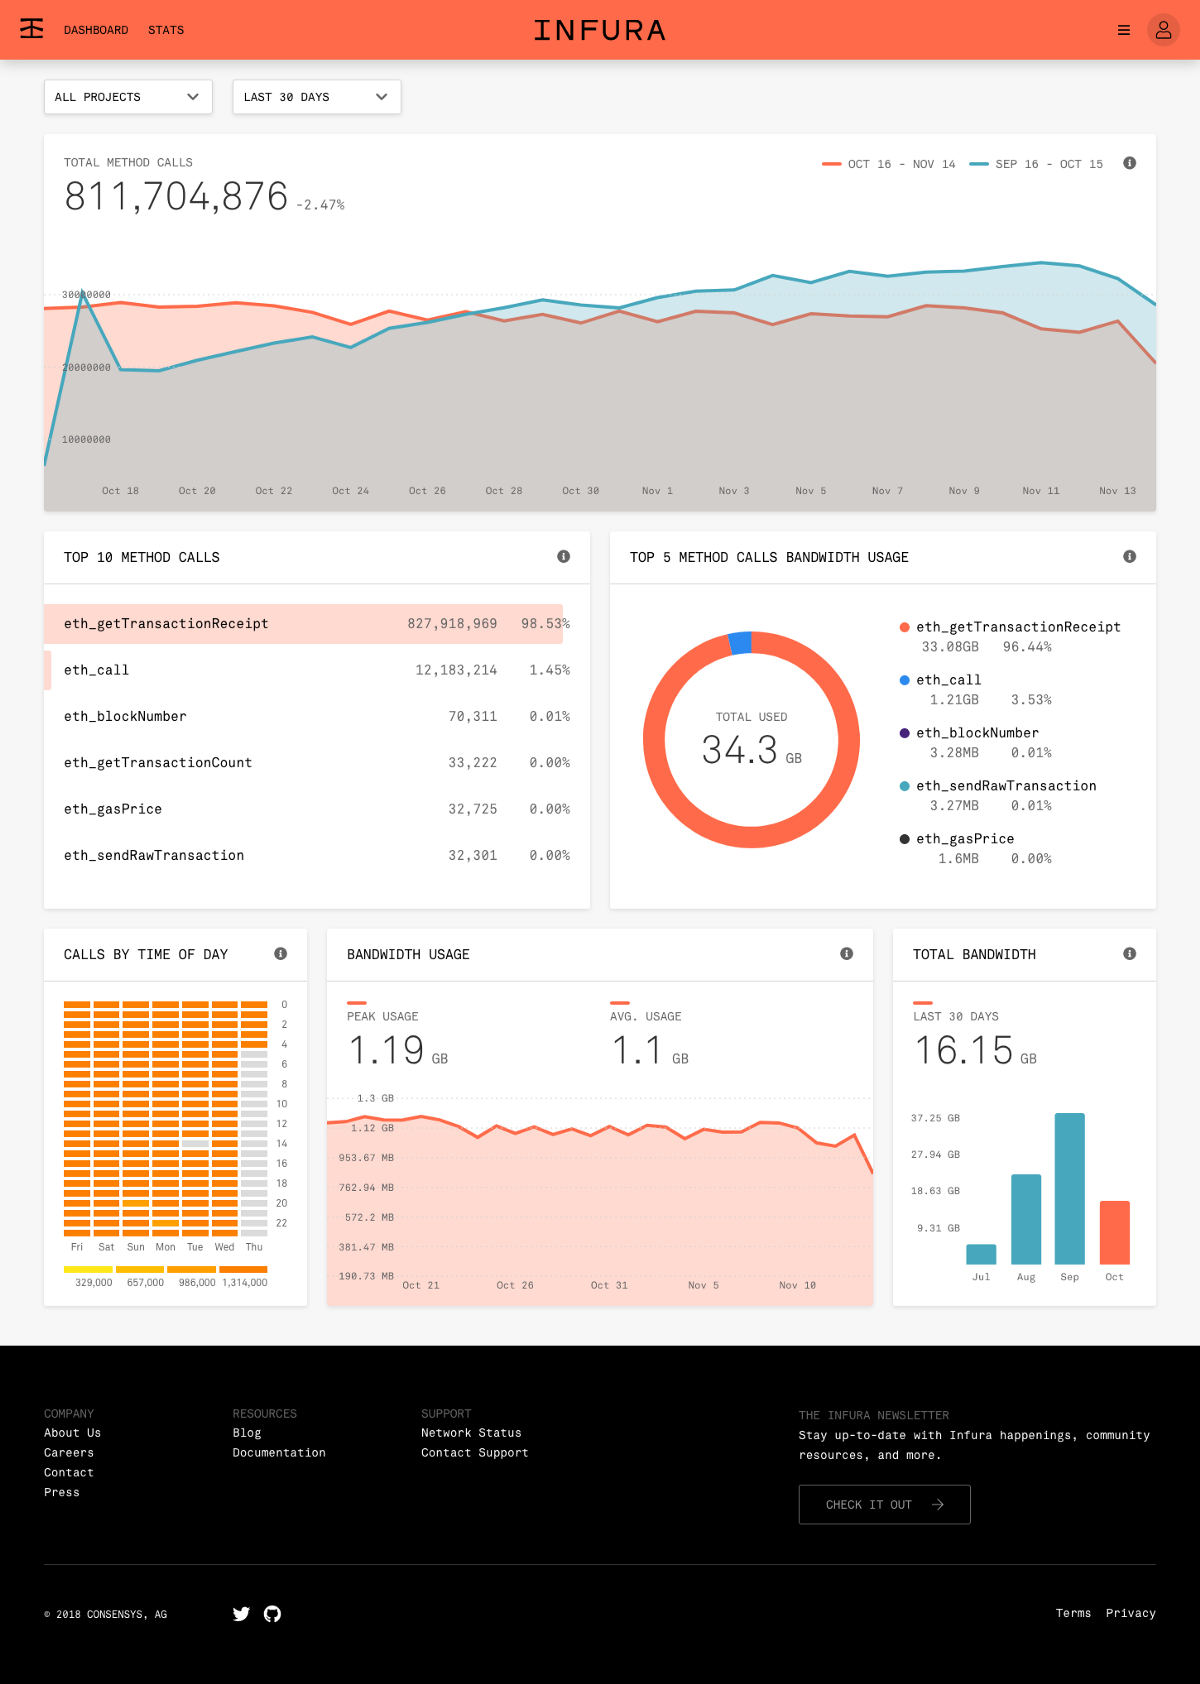 DASHBOARD STATS INFURA
ALL PROJECTS LAST 30 DAYS
TOTAL METHOD CALLS
811,704,876 -2.47%
OCT 16 - NOV 14 SEP 16 - OCT 15
30000000
20000000
10000000
Oct 18 Oct 20 Oct 22 Oct 24 Oct 26 Oct 28 Oct 30 Nov 1 Nov 3 Nov 5 Nov 7 Nov 9 Nov 11 Nov 13
TOP 10 METHOD CALLS
eth_getTransactionReceipt 827,918,969 98.53%
eth_call 12,183,214 1.45%
eth_blockNumber 70,311 0.01%
eth_getTransactionCount 33,222 0.00%
eth_gasPrice 32,725 0.00%
eth_sendRawTransaction 32,301 0.00%
TOP 5 METHOD CALLS BANDWIDTH USAGE
TOTAL USED
34.3 GB
eth_getTransactionReceipt
33.08GB 96.44%
eth_call
1.21GB 3.53%
eth_blockNumber
3.28MB 0.01%
eth_sendRawTransaction
3.27MB 0.01%
eth_gasPrice
1.6MB 0.00%
CALLS BY TIME OF DAY
0
2
4
6
8
10
12
14
16
18
20
22
Fri Sat Sun Mon Tue Wed Thu
329,000 657,000 986,000 1,314,000
BANDWIDTH USAGE
PEAK USAGE
1.19 GB
AVG. USAGE
1.1 GB
1.3 GB
1.12 GB
953.67 MB
762.94 MB
572.2 MB
381.47 MB
190.73 MB
Oct 21 Oct 26 Oct 31 Nov 5 Nov 10
TOTAL BANDWIDTH
LAST 30 DAYS
16.15 GB
37.25 GB
27.94 GB
18.63 GB
9.31 GB
Jul Aug Sep Oct
COMPANY
About Us
Careers
Contact
Press
RESOURCES
Blog
Documentation
SUPPORT
Network Status
Contact Support
THE INFURA NEWSLETTER
Stay up-to-date with Infura happenings, community
resources, and more.
CHECK IT OUT
© 2018 CONSENSYS, AG
Terms Privacy